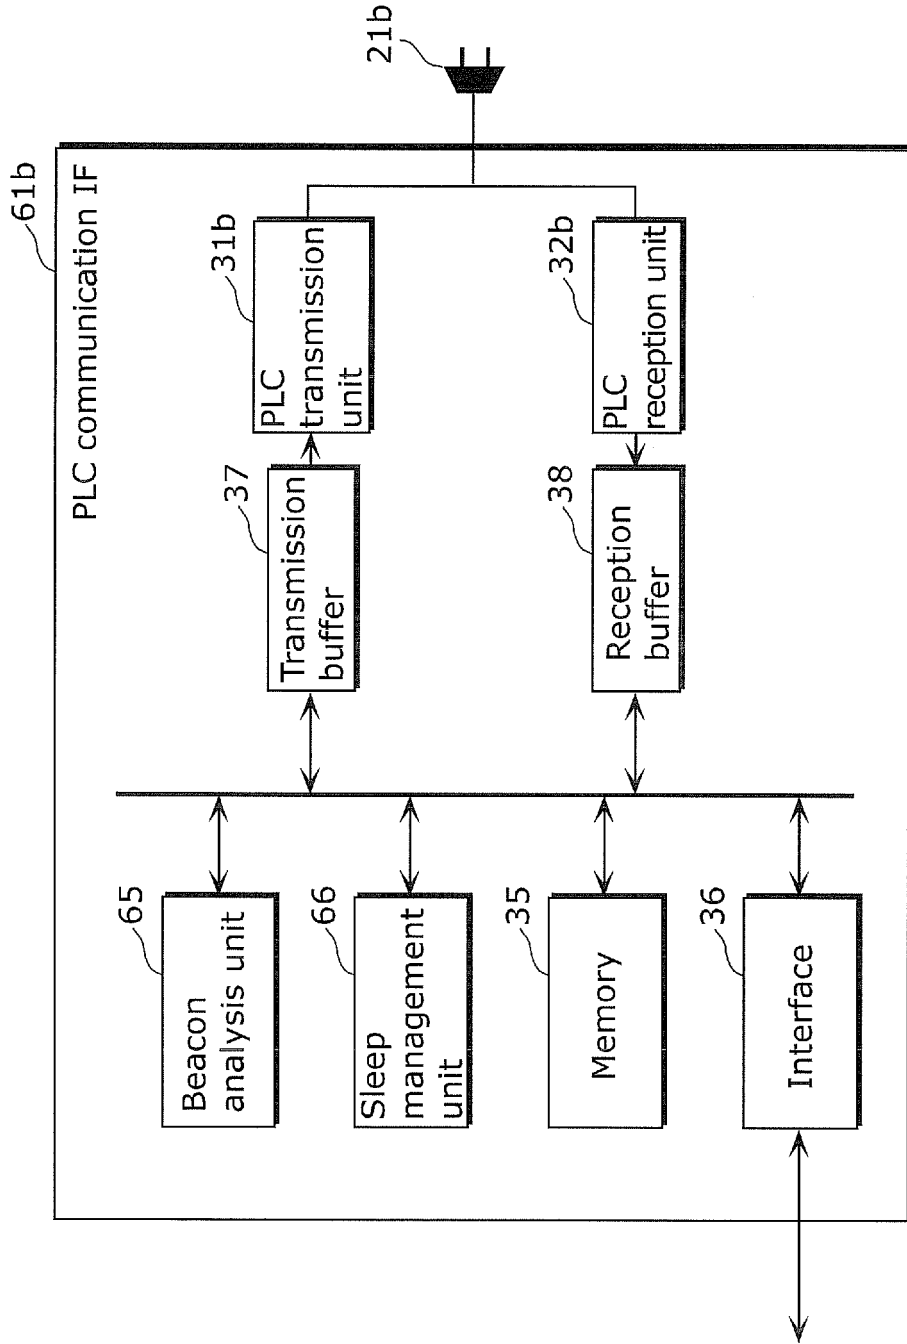 61b
PLC communication IF
65
Beacon
analysis unit
66
Sleep
management
unit
35
Memory
36
Interface
37
Transmission
buffer
31b
PLC
transmission
unit
38
Reception
buffer
32b
PLC
reception unit
21b